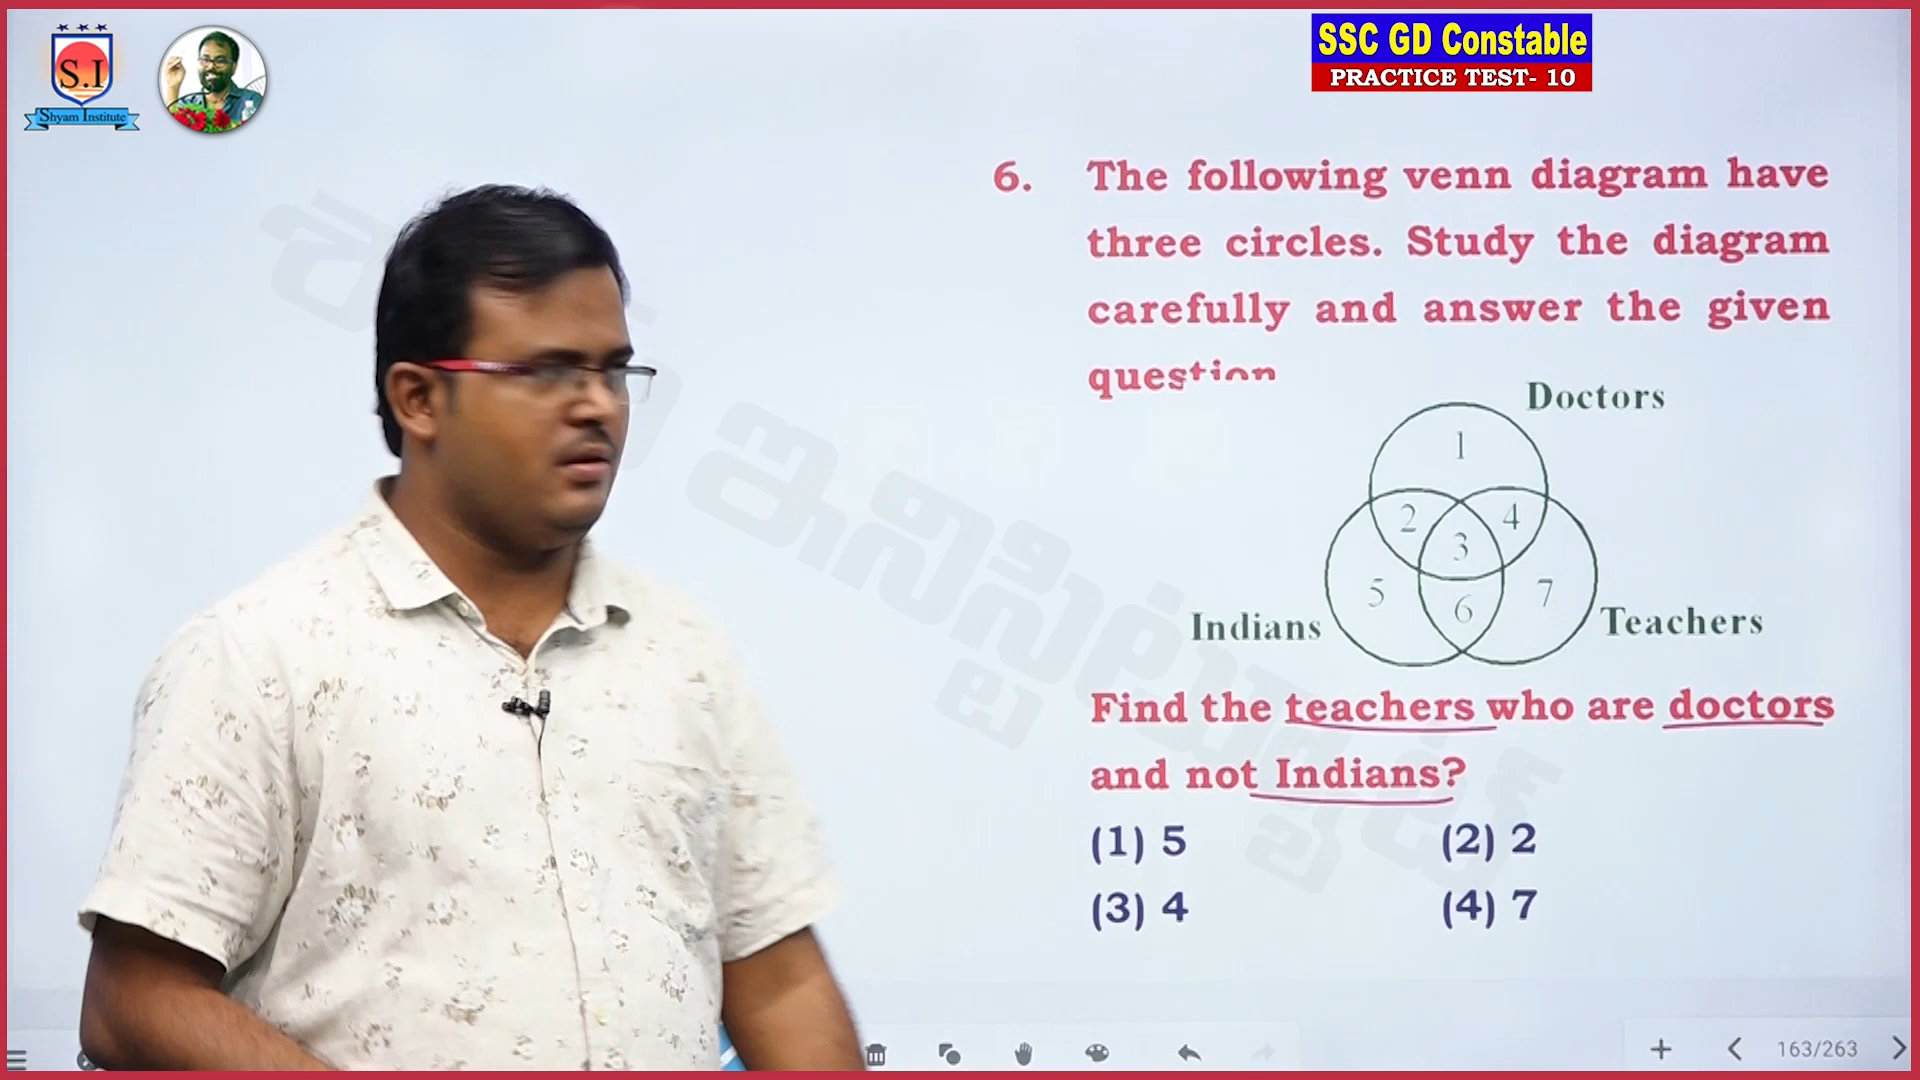 S.I
Shyam Institute
SSC GD Constable
PRACTICE TEST- 10
6. The following venn diagram have
three circles. Study the diagram
carefully and answer the given
question
Doctors
1
2
4
3
5
7
6
Indians
Teachers
Find the teachers who are doctors
and not Indians?
(1) 5 (2) 2
(3) 4 (4) 7
163/263